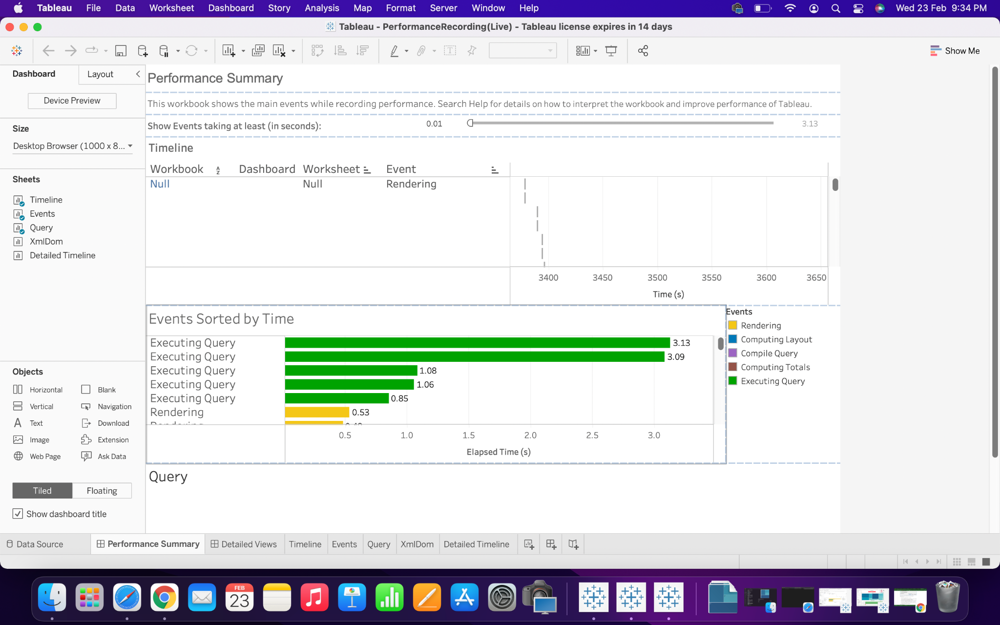 Tableau File Data Worksheet Dashboard Story Analysis Map Format Server Window Help Wed 23 Feb 9:34 PM
Tableau - PerformanceRecording(Live) - Tableau license expires in 14 days
Show Me
Dashboard Layout
Device Preview
Size
Desktop Browser (1000 x 8...
Sheets
Timeline
Events
Query
XmlDom
Detailed Timeline
Objects
Horizontal Blank
Vertical Navigation
Text Download
Image Extension
Web Page Ask Data
Tiled Floating
Show dashboard title
Performance Summary
This workbook shows the main events while recording performance. Search Help for details on how to interpret the workbook and improve performance of Tableau.
Show Events taking at least (in seconds): 0.01 3.13
Timeline
Workbook Dashboard Worksheet Event
Null Null Rendering
3400 3450 3500 3550 3600 3650
Time (s)
Events Sorted by Time
Executing Query 3.13
Executing Query 3.09
Executing Query 1.08
Executing Query 1.06
Executing Query 0.85
Rendering 0.53
Rendering
0.5 1.0 1.5 2.0 2.5 3.0
Elapsed Time (s)
Events
Rendering
Computing Layout
Compile Query
Computing Totals
Executing Query
Query
Data Source Performance Summary Detailed Views Timeline Events Query XmlDom Detailed Timeline
FEB
23